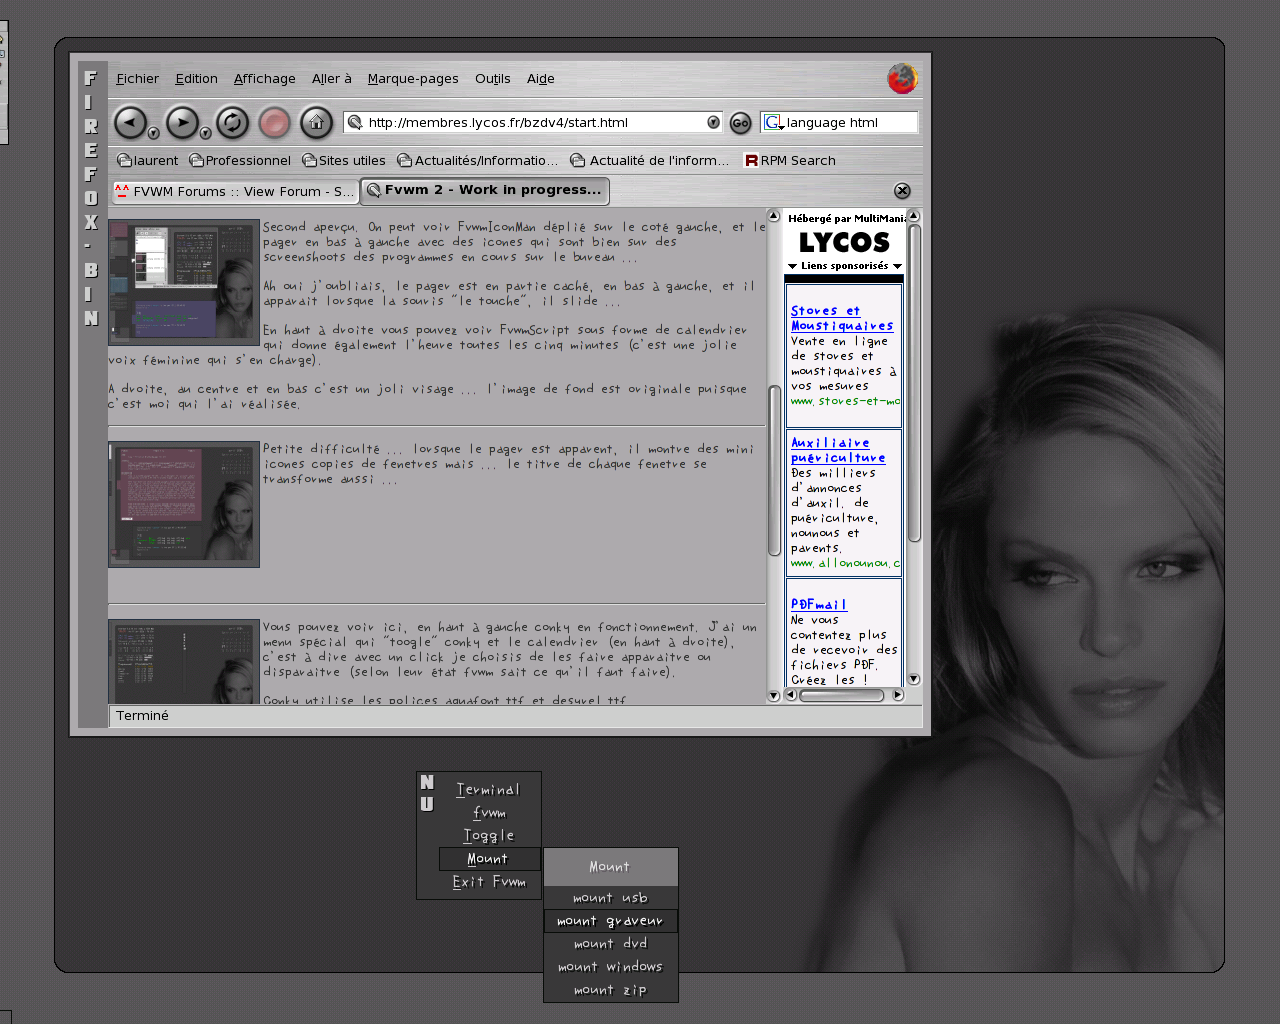 FIREFOX-BIN
Fichier Edition Affichage Aller à Marque-pages Outils Aide
http://membres.lycos.fr/bzdv4/start.html Go G language html
laurent Professionnel Sites utiles Actualités/Informatio... Actualité de l'inform... RPM Search
FVWM Forums :: View Forum - S... Fvwm 2 - Work in progress...
Second aperçu. On peut voir FvwmIconMan déplié sur le coté gauche, et le
pager en bas à gauche avec des icones qui sont bien sur des
screenshoots des programmes en cours sur le bureau ...
Ah oui j'oubliais, le pager est en partie caché, en bas à gauche, et il
apparait lorsque la souris "le touche", il slide ...
En haut à droite vous pouvez voir FvwmScript sous forme de calendrier
qui donne également l'heure toutes les cinq minutes (c'est une jolie
voix féminine qui s'en charge).
A droite, au centre et en bas c'est un joli visage ... l'image de fond est originale puisque
c'est moi qui l'ai réalisée.
Petite difficulté ... lorsque le pager est apparent, il montre des mini
icones copies de fenetres mais ... le titre de chaque fenetre se
transforme aussi ...
Vous pouvez voir ici, en haut à gauche conky en fonctionnement. J'ai un
menu spécial qui "toogle" conky et le calendrier (en haut à droite),
c'est à dire avec un click je choisis de les faire apparaitre ou
disparaitre (selon leur état fvwm sait ce qu'il faut faire).
Conky utilise les polices aquafont.ttf et desyrel.ttf
Hébergé par MultiMania
LYCOS
Liens sponsorisés
Stores et
Moustiquaires
Vente en ligne
de stores et
moustiquaires à
vos mesures
www.stores-et-mo
Auxiliaire
puériculture
Des milliers
d'annonces
d'auxil. de
puériculture,
nounous et
parents.
www.allonounou.c
PDFmail
Ne vous
contentez plus
de recevoir des
fichiers PDF.
Créez les !
Terminé
NU
Terminal
fvwm
Toggle
Mount
Exit Fvwm
Mount
mount usb
mount graveur
mount dvd
mount windows
mount zip